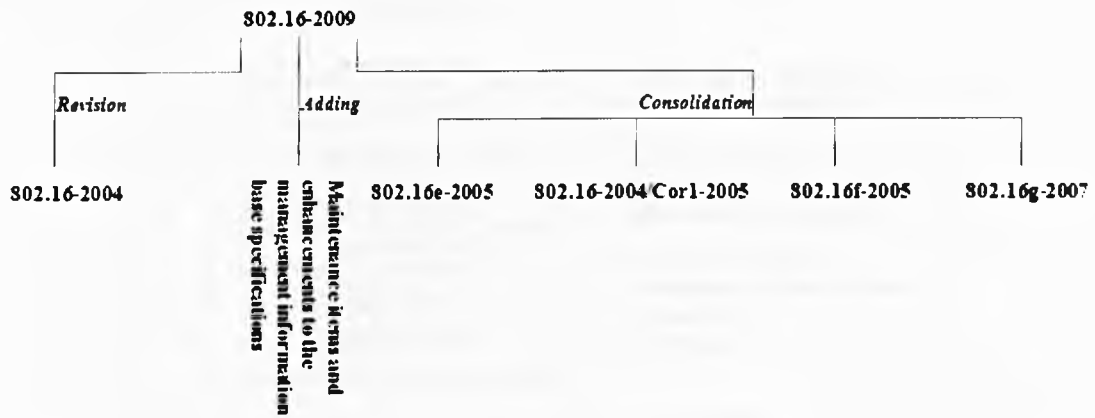 802.16-2009
Revision
Adding
Consolidation
802.16-2004
Maintenance items and
enhancements to the
management information
base specifications
802.16e-2005
802.16-2004/Cor1-2005
802.16f-2005
802.16g-2007